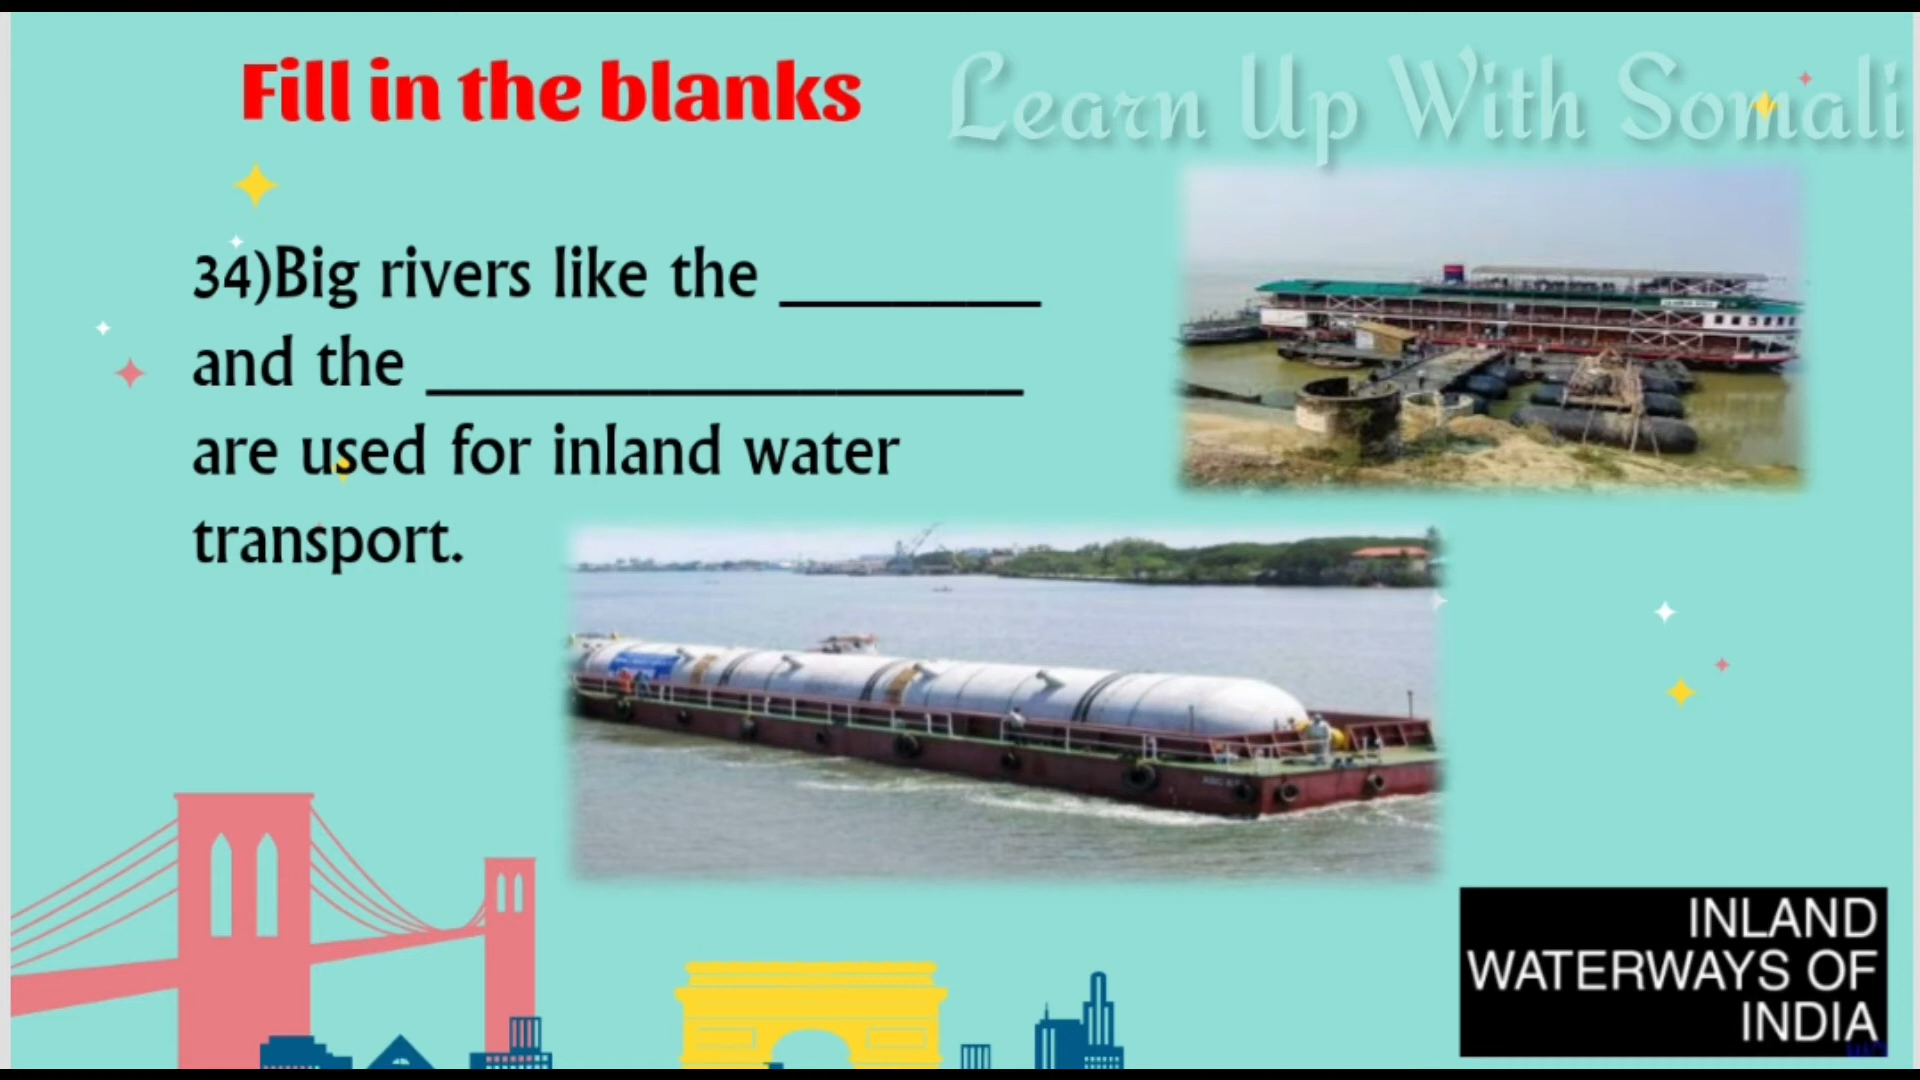 Fill in the blanks
Learn Up With Somali
34)Big rivers like the ________
and the __________________
are used for inland water
transport.
INLAND
WATERWAYS OF
INDIA